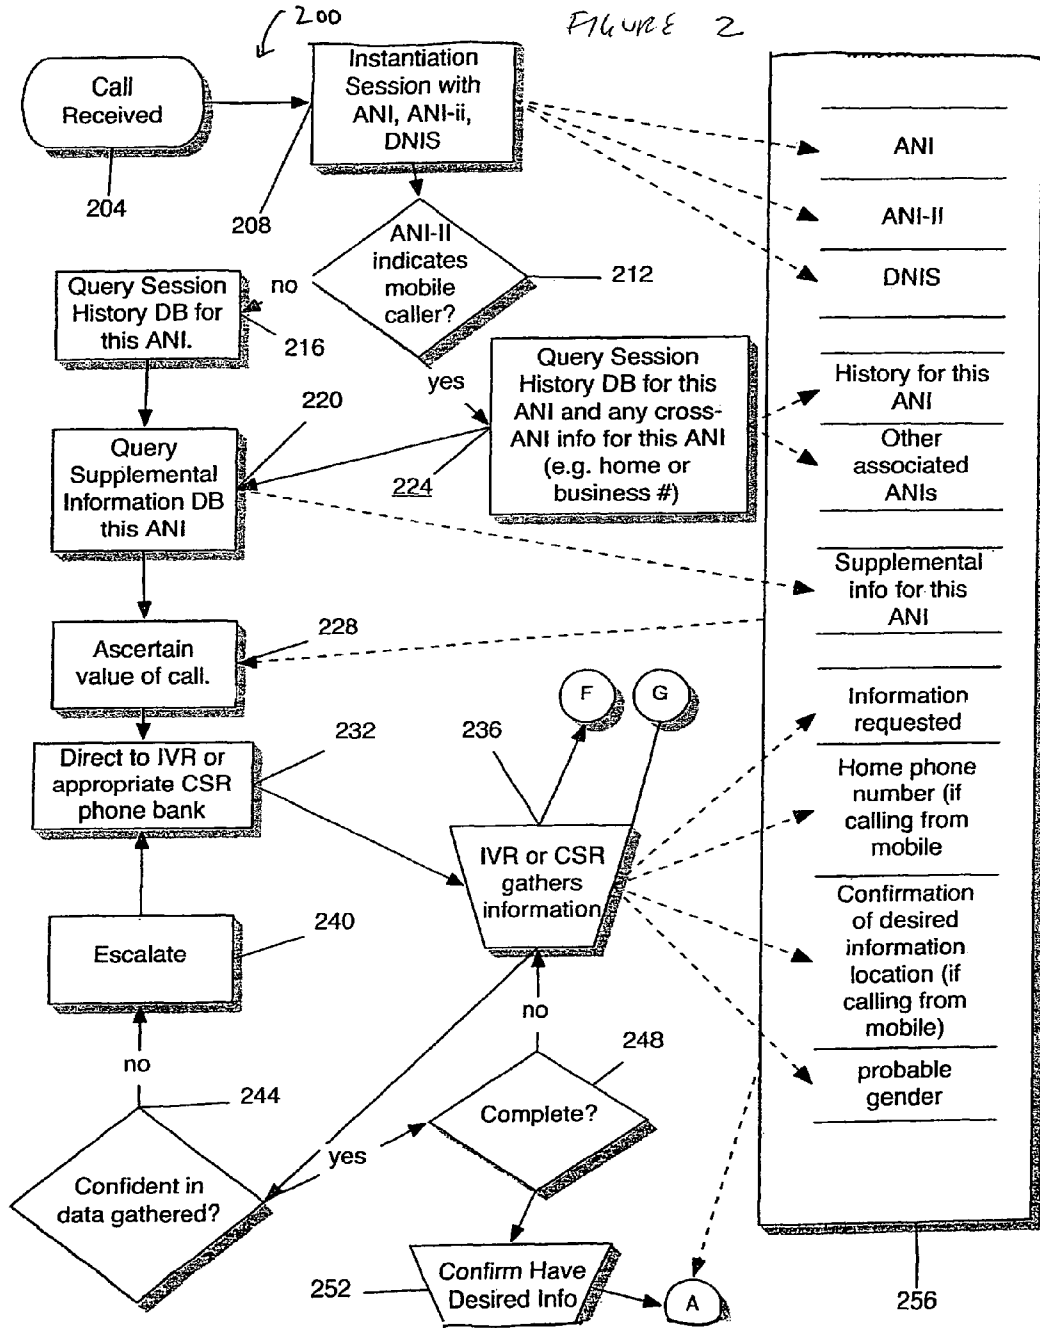 200
FIGURE 2
Call
Received
204
Instantiation
Session with
ANI, ANI-ii,
DNIS
208
ANI
ANI-II
DNIS
ANI-II
indicates
mobile
caller?
212
no
yes
Query Session
History DB for
this ANI.
216
Query Session
History DB for this
ANI and any cross-
ANI info for this ANI
(e.g. home or
business #)
224
History for this
ANI
Other
associated
ANIs
220
Query
Supplemental
Information DB
this ANI
Supplemental
info for this
ANI
228
Ascertain
value of call.
F
G
Information
requested
232
236
Direct to IVR or
appropriate CSR
phone bank
Home phone
number (if
calling from
mobile
IVR or CSR
gathers
information
Confirmation
of desired
information
location (if
calling from
mobile)
240
Escalate
no
no
248
probable
gender
244
Complete?
yes
Confident in
data gathered?
252
Confirm Have
Desired Info
A
256